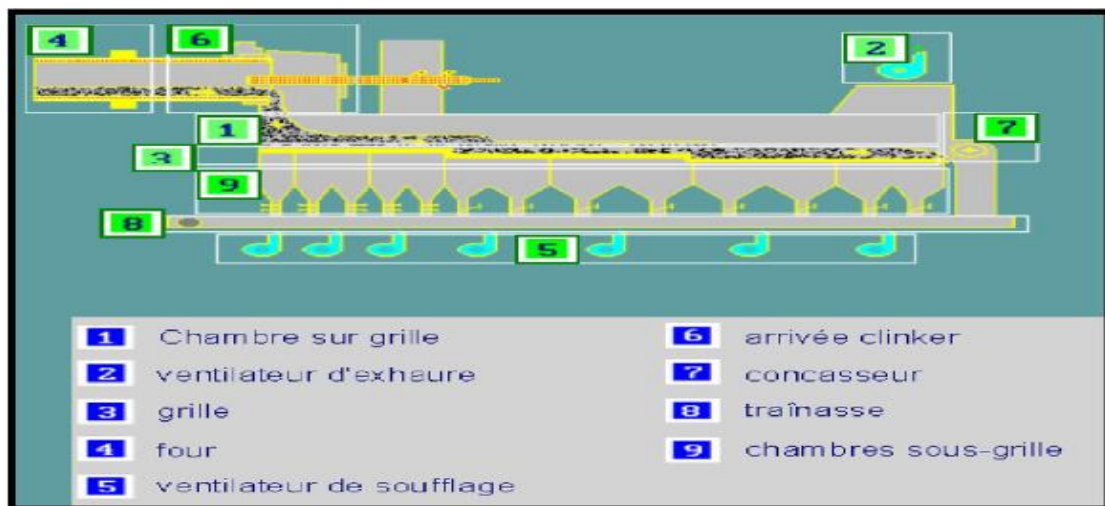 4
6
2
1
7
3
9
8
5
1 Chambre sur grille
2 ventilateur d'exhaure
3 grille
4 four
5 ventilateur de soufflage
6 arrivée clinker
7 concasseur
8 traînasse
9 chambres sous-grille